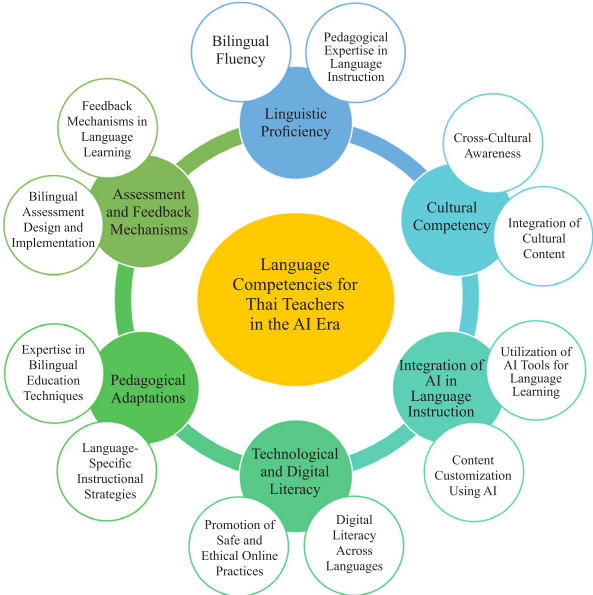 Bilingual
Fluency
Pedagogical
Expertise in
Language
Instruction
Linguistic
Proficiency
Cross-Cultural
Awareness
Cultural
Competency
Integration of
Cultural
Content
Utilization of
AI Tools for
Language
Learning
Integration of
AI in
Language
Instruction
Content
Customization
Using AI
Technological
and Digital
Literacy
Digital
Literacy
Across
Languages
Promotion of
Safe and
Ethical Online
Practices
Pedagogical
Adaptations
Language-
Specific
Instructional
Strategies
Expertise in
Bilingual
Education
Techniques
Assessment
and Feedback
Mechanisms
Bilingual
Assessment
Design and
Implementation
Feedback
Mechanisms in
Language
Learning
Language
Competencies for
Thai Teachers
in the AI Era